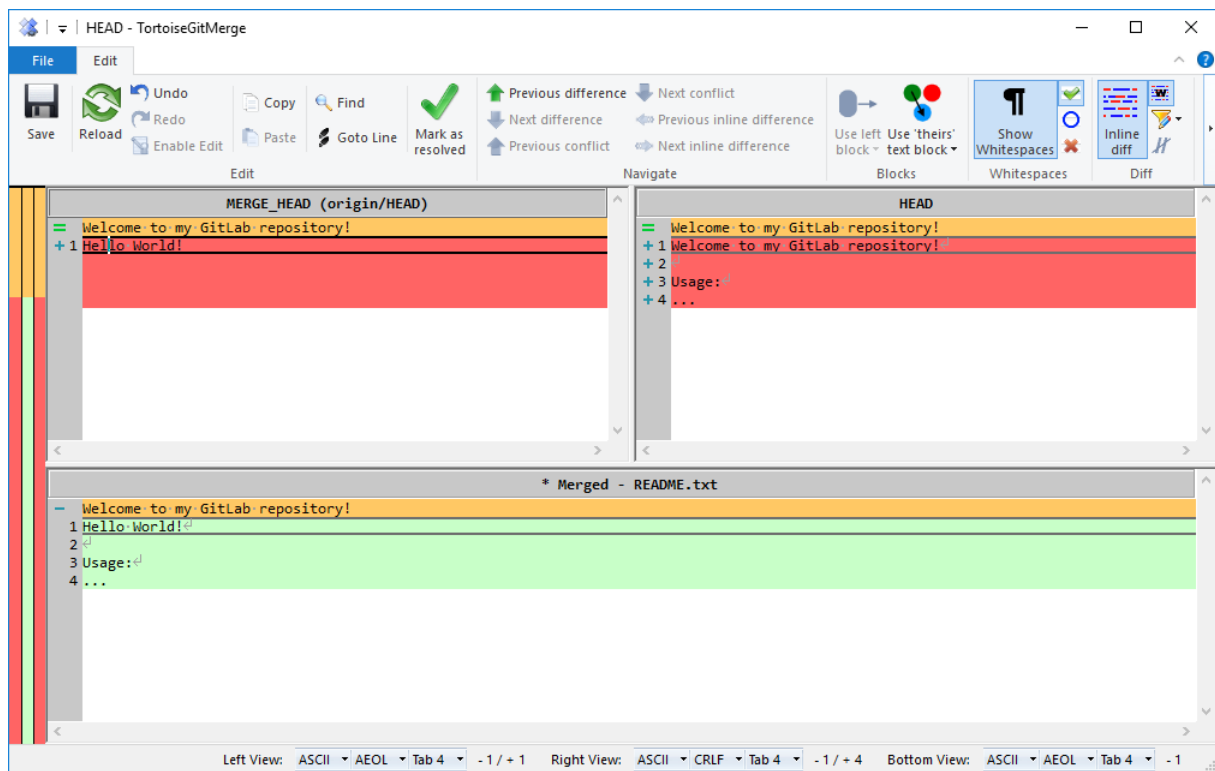 HEAD - TortoiseGitMerge
File Edit
Save
Reload
Undo
Redo
Enable Edit
Copy
Paste
Find
Goto Line
Mark as
resolved
Edit
Previous difference
Next difference
Previous conflict
Next conflict
Previous inline difference
Next inline difference
Navigate
Use left
block
Use 'theirs'
text block
Blocks
Show
Whitespaces
Whitespaces
Inline
diff
Diff
MERGE_HEAD (origin/HEAD)
= Welcome·to·my·GitLab·repository!
+ 1 Hello·World!
HEAD
= Welcome·to·my·GitLab·repository!
+ 1 Welcome·to·my·GitLab·repository!↵
+ 2 ↵
+ 3 Usage:↵
+ 4 ...
* Merged - README.txt
- Welcome·to·my·GitLab·repository!
1 Hello·World!↵
2 ↵
3 Usage:↵
4 ...
Left View: ASCII AEOL Tab 4 - 1 / + 1 Right View: ASCII CRLF Tab 4 - 1 / + 4 Bottom View: ASCII AEOL Tab 4 - 1